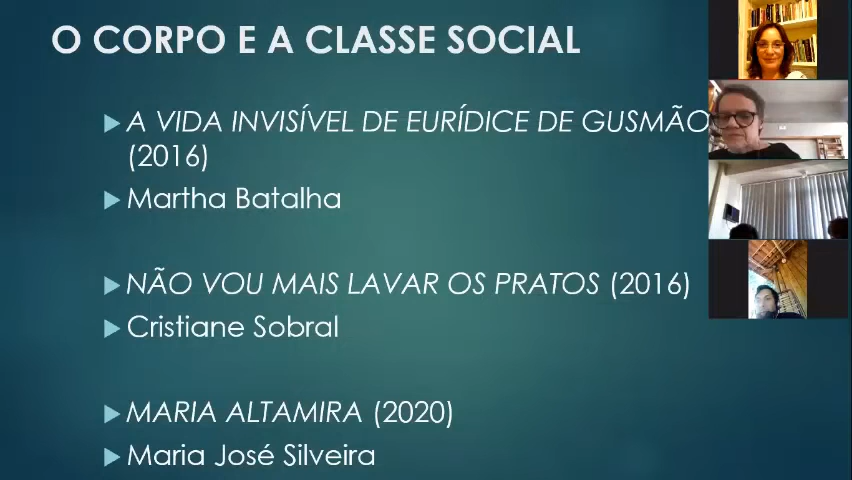 O CORPO E A CLASSE SOCIAL
A VIDA INVISÍVEL DE EURÍDICE DE GUSMÃO
(2016)
Martha Batalha
NÃO VOU MAIS LAVAR OS PRATOS (2016)
Cristiane Sobral
MARIA ALTAMIRA (2020)
Maria José Silveira